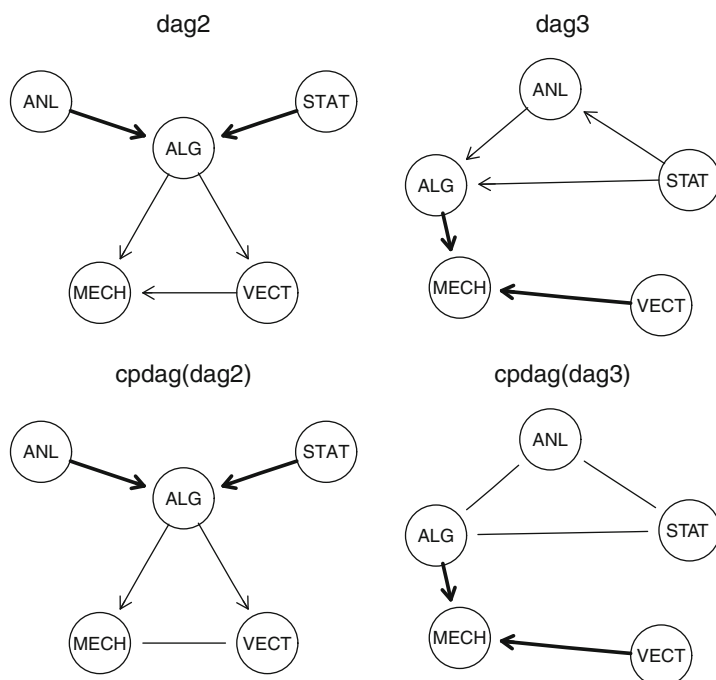 dag2
ANL
STAT
ALG
MECH
VECT
dag3
ANL
STAT
ALG
MECH
VECT
cpdag(dag2)
ANL
STAT
ALG
MECH
VECT
cpdag(dag3)
ANL
STAT
ALG
MECH
VECT